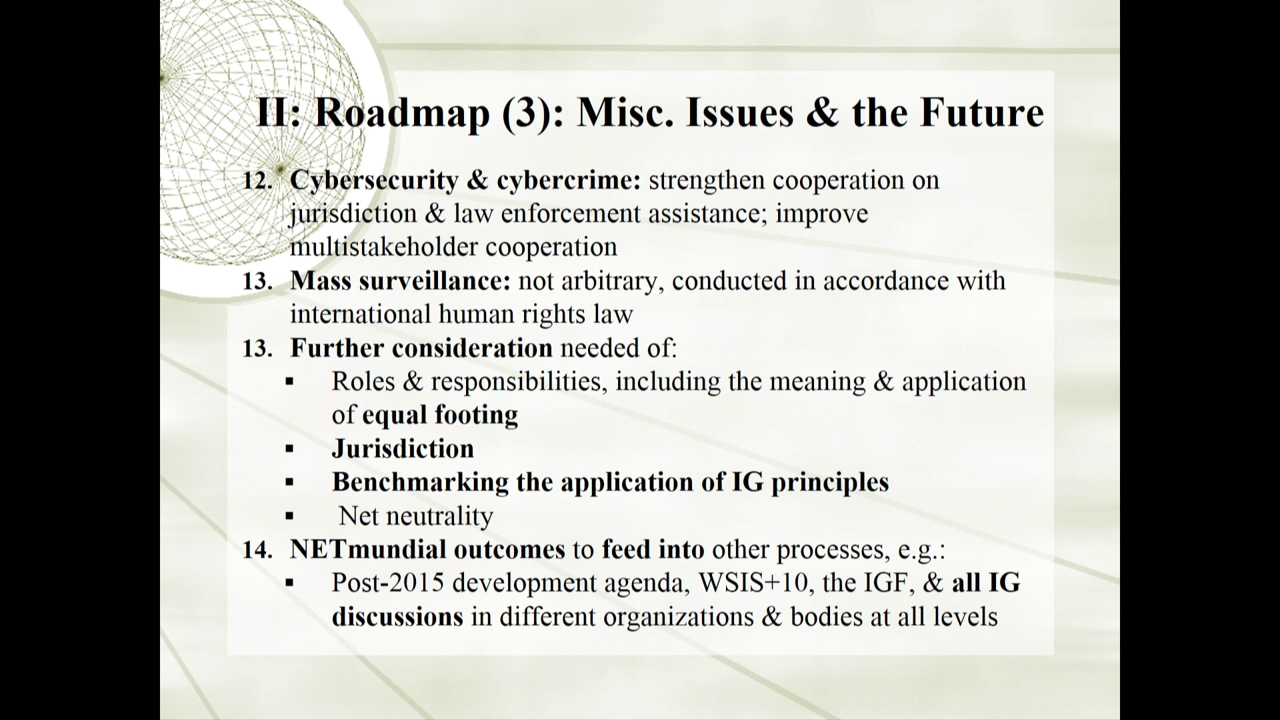 II: Roadmap (3): Misc. Issues & the Future
12. Cybersecurity & cybercrime: strengthen cooperation on
jurisdiction & law enforcement assistance; improve
multistakeholder cooperation
13. Mass surveillance: not arbitrary, conducted in accordance with
international human rights law
13. Further consideration needed of:
▪ Roles & responsibilities, including the meaning & application
of equal footing
▪ Jurisdiction
▪ Benchmarking the application of IG principles
▪ Net neutrality
14. NETmundial outcomes to feed into other processes, e.g.:
▪ Post-2015 development agenda, WSIS+10, the IGF, & all IG
discussions in different organizations & bodies at all levels